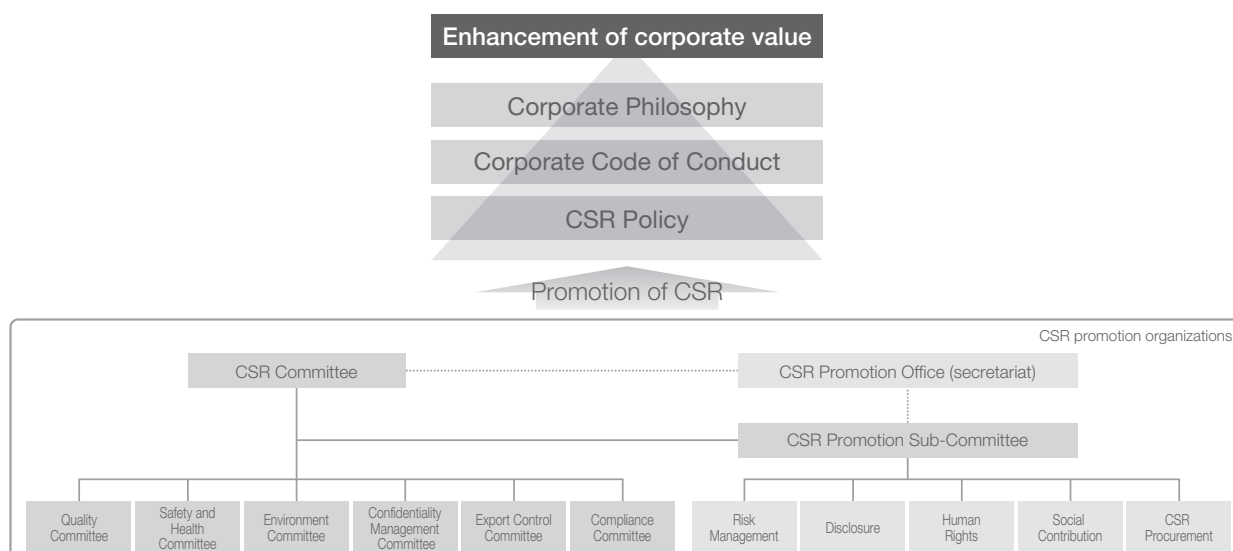 Enhancement of corporate value
Corporate Philosophy
Corporate Code of Conduct
CSR Policy
Promotion of CSR
CSR promotion organizations
CSR Committee
CSR Promotion Office (secretariat)
CSR Promotion Sub-Committee
Quality
Committee
Safety and
Health
Committee
Environment
Committee
Confidentiality
Management
Committee
Export Control
Committee
Compliance
Committee
Risk
Management
Disclosure
Human
Rights
Social
Contribution
CSR
Procurement